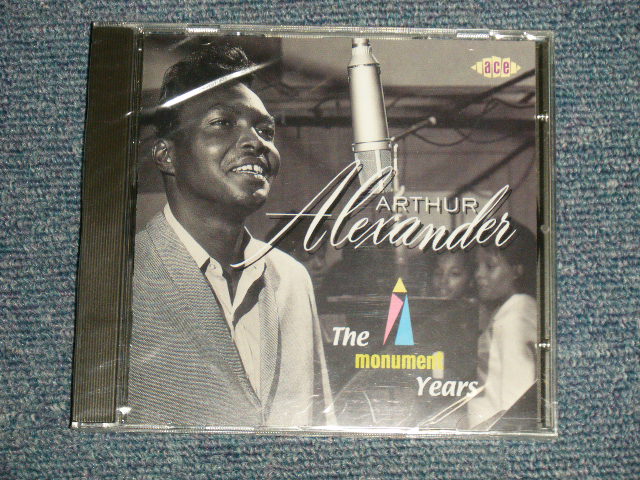 ace
ARTHUR
Alexander
The
monument
Years